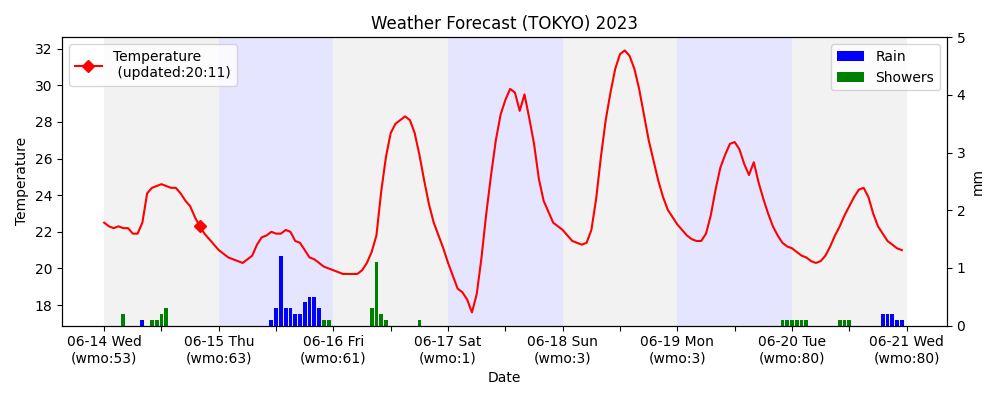 Weather Forecast (TOKYO) 2023
Temperature
(updated:20:11)
Rain
Showers
Temperature
32
30
28
26
24
22
20
18
5
4
3
2
1
0
mm
06-14 Wed 06-15 Thu 06-16 Fri 06-17 Sat 06-18 Sun 06-19 Mon 06-20 Tue 06-21 Wed
(wmo:53) (wmo:63) (wmo:61) (wmo:1) (wmo:3) (wmo:3) (wmo:80) (wmo:80)
Date